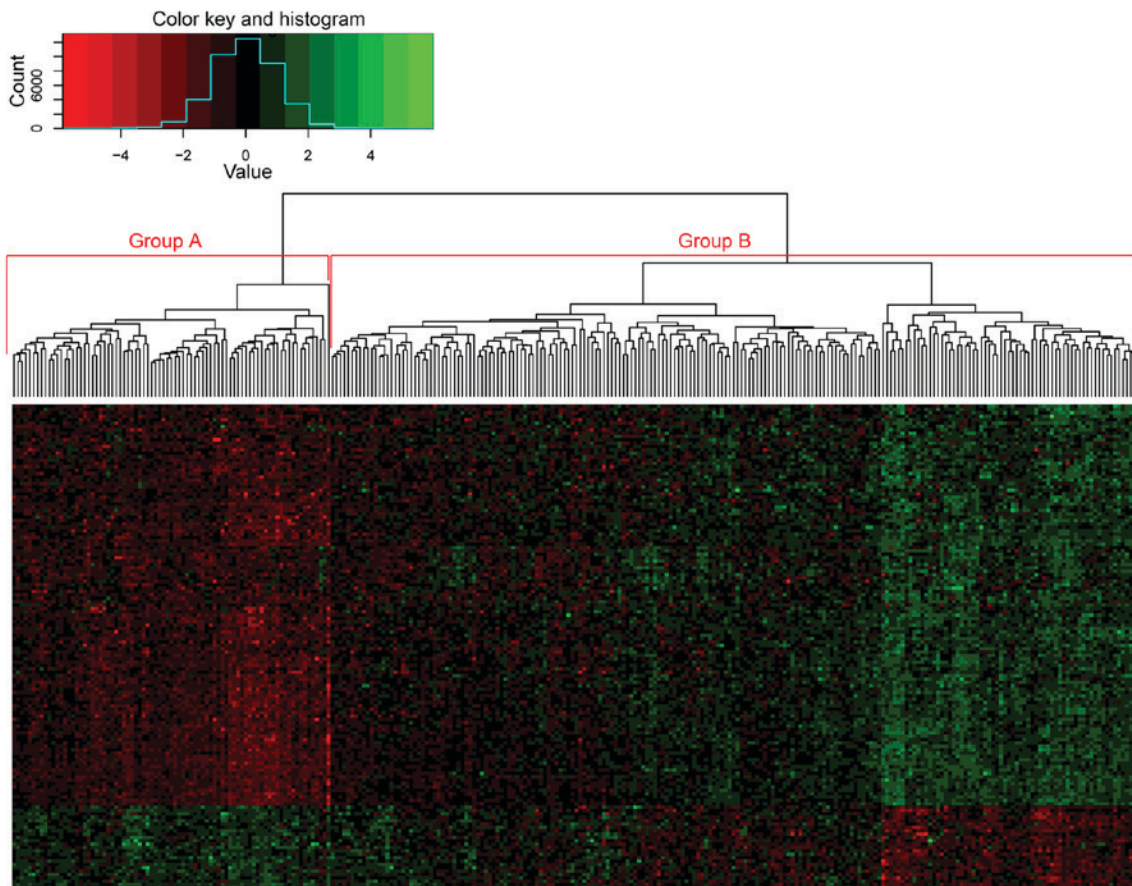 Color key and histogram
Count
6000
0
−4 −2 0 2 4
Value
Group A Group B